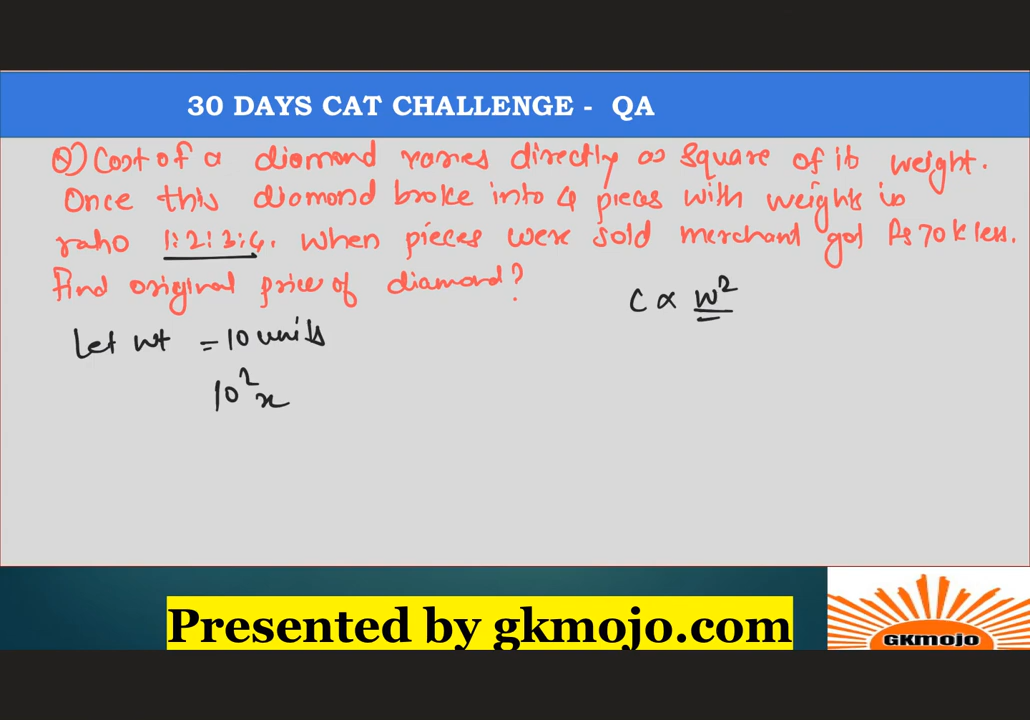 30 DAYS CAT CHALLENGE - QA
Q) Cost of a diamond varies directly as square of its weight.
Once this diamond broke into 4 pieces with weights in
ratio 1:2:3:4. When pieces were sold merchant got Rs 70k less.
Find original price of diamond?
C ∝ w²
Let wt = 10 units
10²x
Presented by gkmojo.com
GKmojo